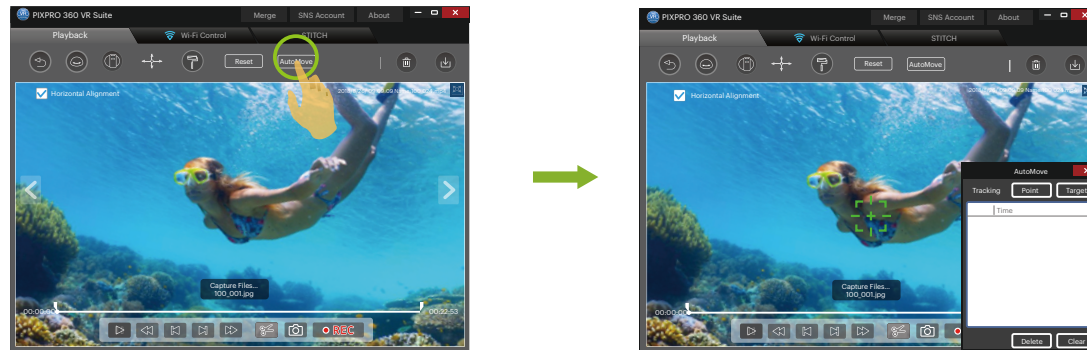 PIXPRO 360 VR Suite
Merge
SNS Account
About
Playback
Wi-Fi Control
STITCH
Reset
AutoMove
Horizontal Alignment
Capture Files...
100_001.jpg
00:00:00
00:22:53
REC
PIXPRO 360 VR Suite
Merge
SNS Account
About
Playback
Wi-Fi Control
STITCH
Reset
AutoMove
Horizontal Alignment
AutoMove
Tracking
Point
Target
Time
Capture Files...
100_001.jpg
00:00:00
Delete
Clear